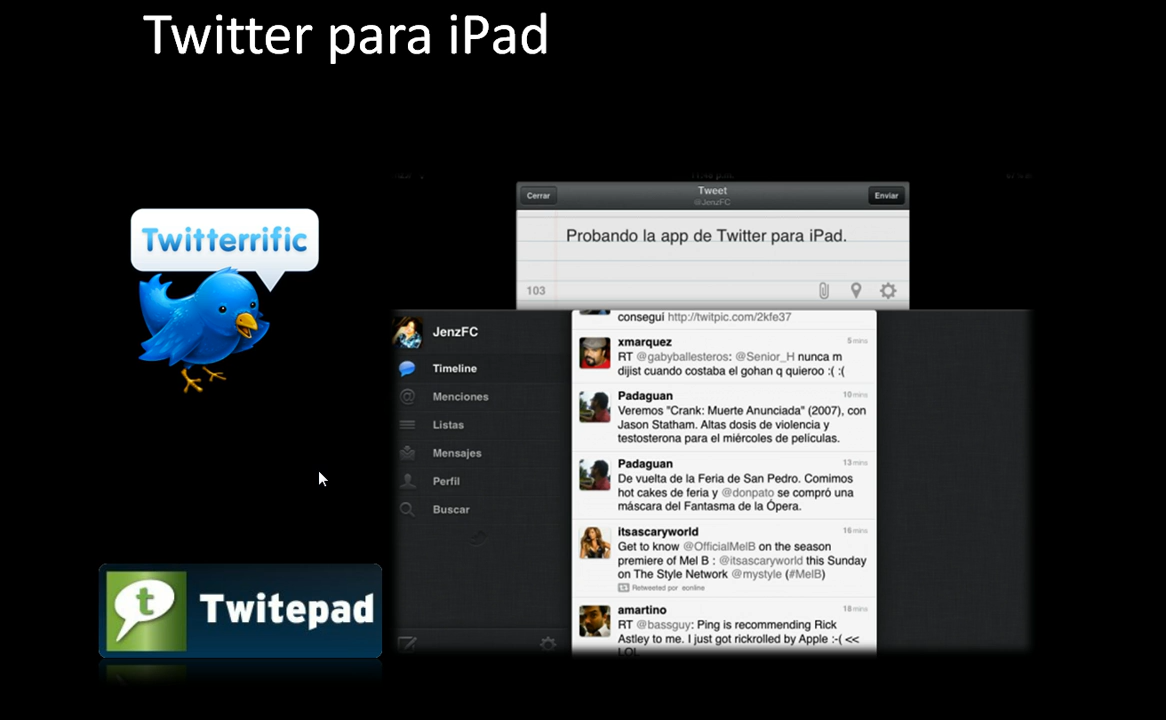 Twitter para iPad
Twitterrific
Cerrar
Tweet
@JenzFC
Enviar
Probando la app de Twitter para iPad.
103
JenzFC
Timeline
Menciones
Listas
Mensajes
Perfil
Buscar
conseguí http://twitpic.com/2kfe37
xmarquez 5 mins
RT @gabyballesteros: @Senior_H nunca m
dijist cuando costaba el gohan q quieroo :( :(
Padaguan 10 mins
Veremos "Crank: Muerte Anunciada" (2007), con
Jason Statham. Altas dosis de violencia y
testosterona para el miércoles de películas.
Padaguan 13 mins
De vuelta de la Feria de San Pedro. Comimos
hot cakes de feria y @donpato se compró una
máscara del Fantasma de la Ópera.
itsascaryworld 16 mins
Get to know @OfficialMelB on the season
premiere of Mel B : @itsascaryworld this Sunday
on The Style Network @mystyle (#MelB)
Retweeted por eonline
amartino 18 mins
RT @bassguy: Ping is recommending Rick
Astley to me. I just got rickrolled by Apple :-( <<
LOL
t
Twitepad